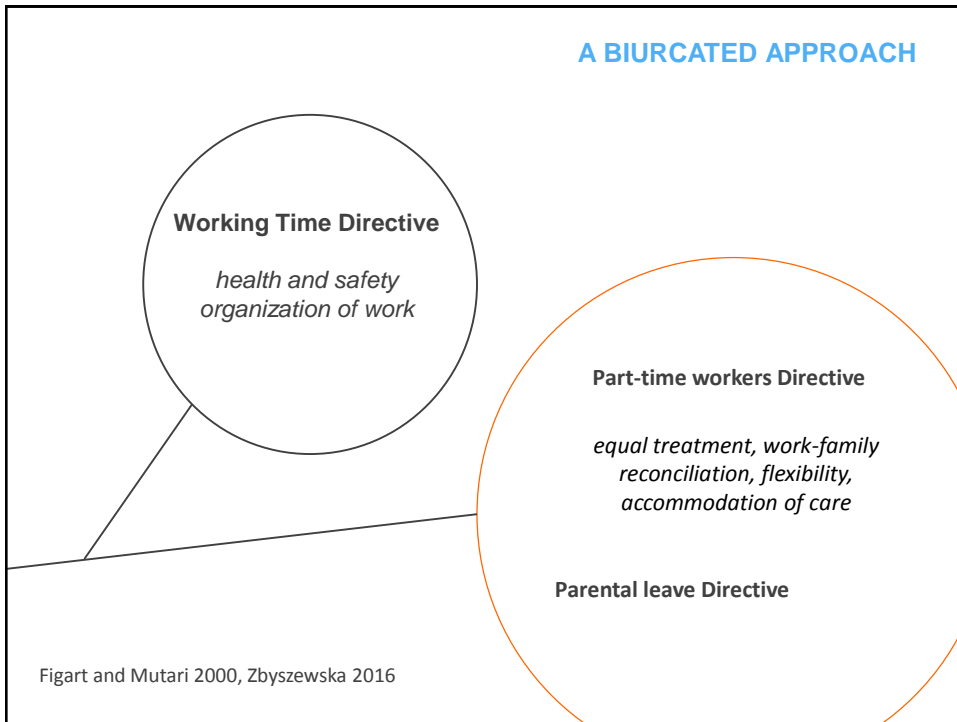 A BIURCATED APPROACH
Working Time Directive
health and safety
organization of work
Part-time workers Directive
equal treatment, work-family
reconciliation, flexibility,
accommodation of care
Parental leave Directive
Figart and Mutari 2000, Zbyszewska 2016